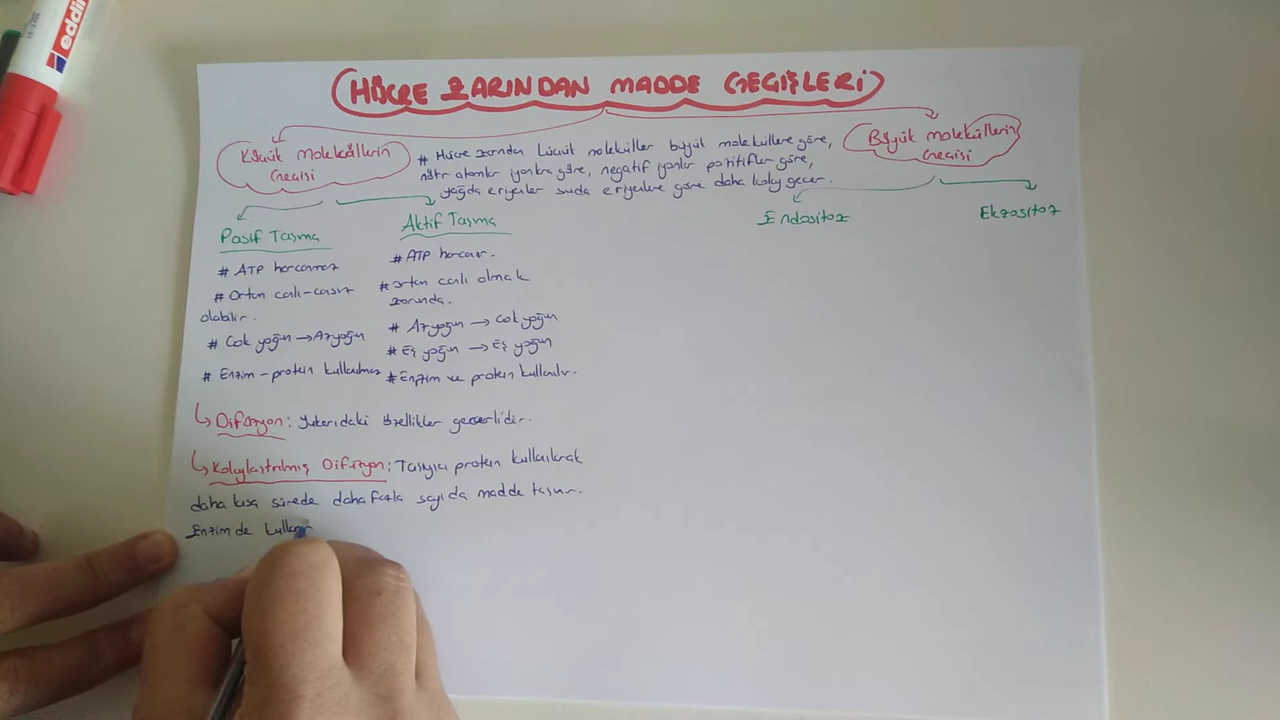 HÜCRE ZARINDAN MADDE GEÇİŞLERİ
Küçük Moleküllerin
Geçişi
# Hücre zarında küçük moleküller büyük moleküllere göre,
nötr atomlar iyonlara göre, negatif iyonlar pozitiflere göre,
yağda eriyenler suda eriyenlere göre daha kolay geçer.
Büyük moleküllerin
Geçişi
Pasif Taşıma
# ATP harcanmaz
# Ortam canlı-cansız
olabilir.
# Çok yoğun → Az yoğun
# Enzim - protein kullanılmaz
Aktif Taşıma
# ATP harcanır.
# Ortam canlı olmak
zorunda.
# Az yoğun → Çok yoğun
# Eş yoğun → Eş yoğun
# Enzim ve protein kullanılır.
Endositoz
Ekzositoz
↳ Difüzyon: Yukarıdaki özellikler geçerlidir.
↳ Kolaylaştırılmış Difüzyon: Taşıyıcı protein kullanılarak
daha kısa sürede daha fazla sayıda madde taşınır.
Enzim de kullanır
eddin